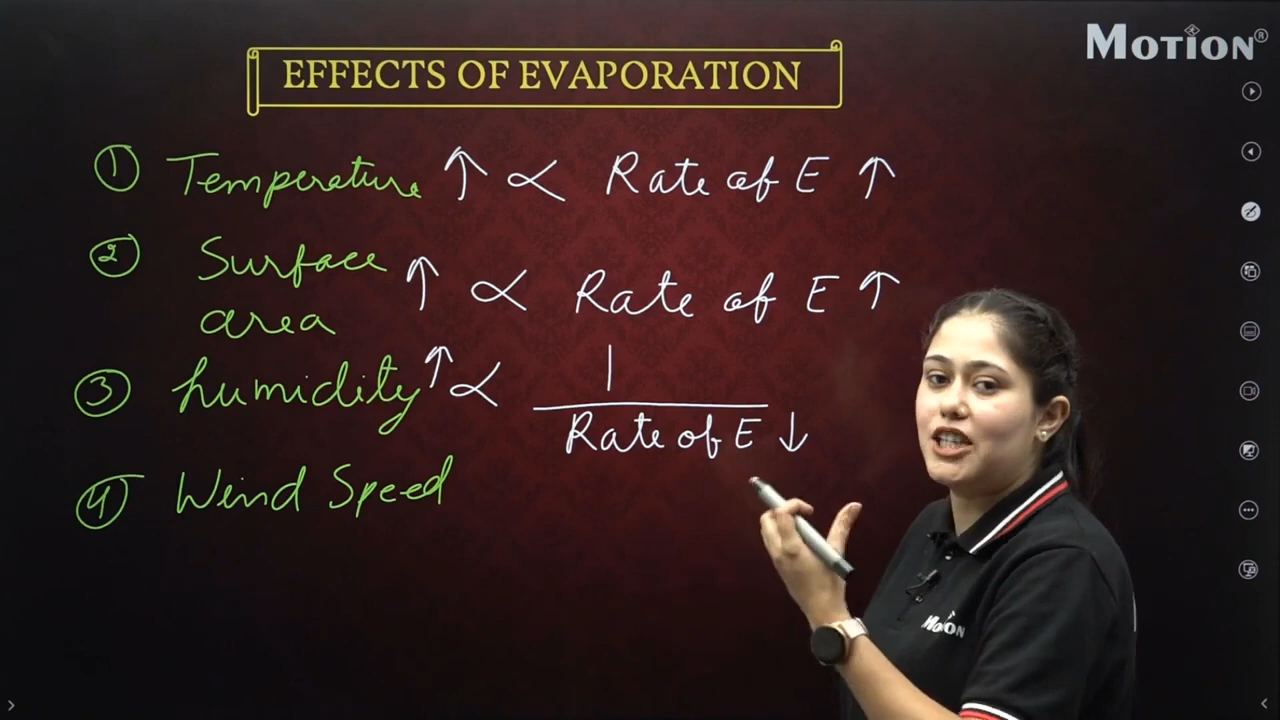 MOTION®
EFFECTS OF EVAPORATION
① Temperature ↑ ∝ Rate of E ↑
② Surface area ↑ ∝ Rate of E ↑
③ humidity ↑ ∝ 1
Rate of E ↓
④ Wind Speed
MOTION